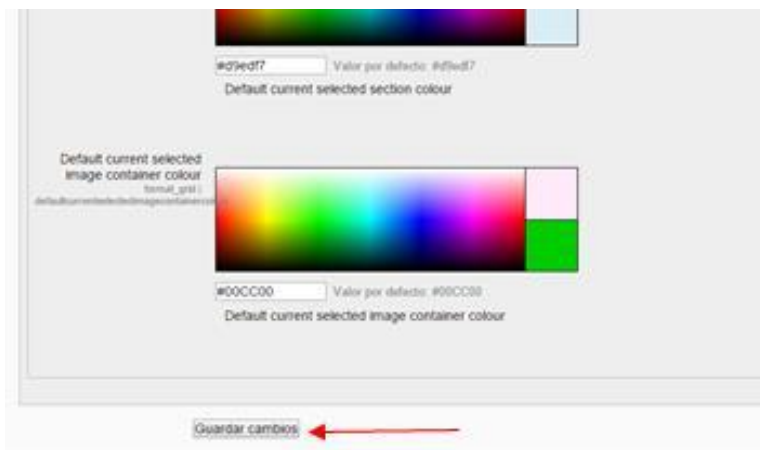 #d9edf7 Valor por defecto: #d9edf7
Default current selected section colour
Default current selected
image container colour
format_grid |
defaultcurrentselectedimagecontainercol
#00CC00 Valor por defecto: #00CC00
Default current selected image container colour
Guardar cambios